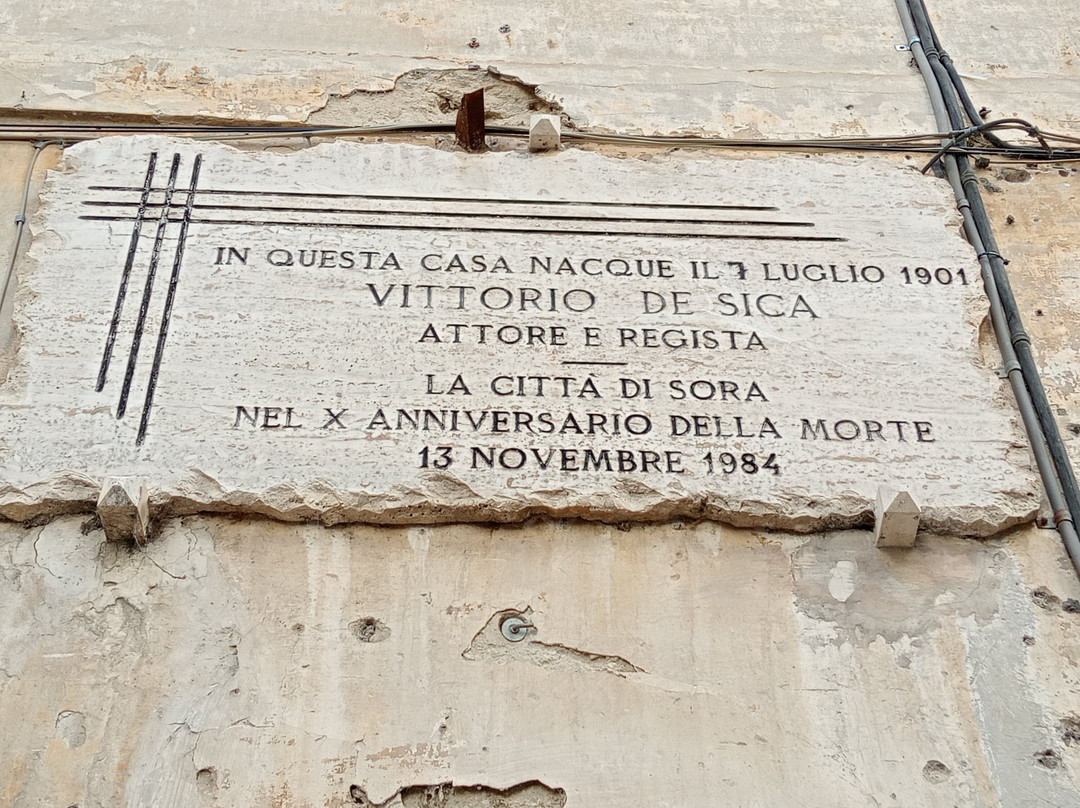 IN QUESTA CASA NACQUE IL 7 LUGLIO 1901
VITTORIO DE SICA
ATTORE E REGISTA
LA CITTÀ DI SORA
NEL X ANNIVERSARIO DELLA MORTE
13 NOVEMBRE 1984